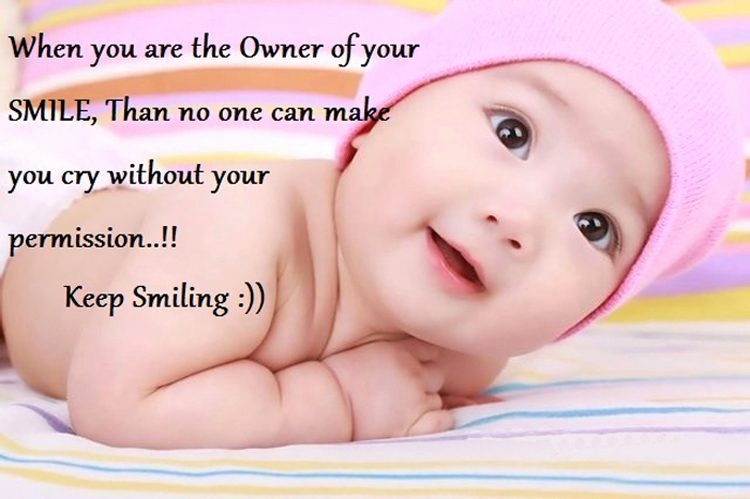 When you are the Owner of your
SMILE, Than no one can make
you cry without your
permission..!!
Keep Smiling :))